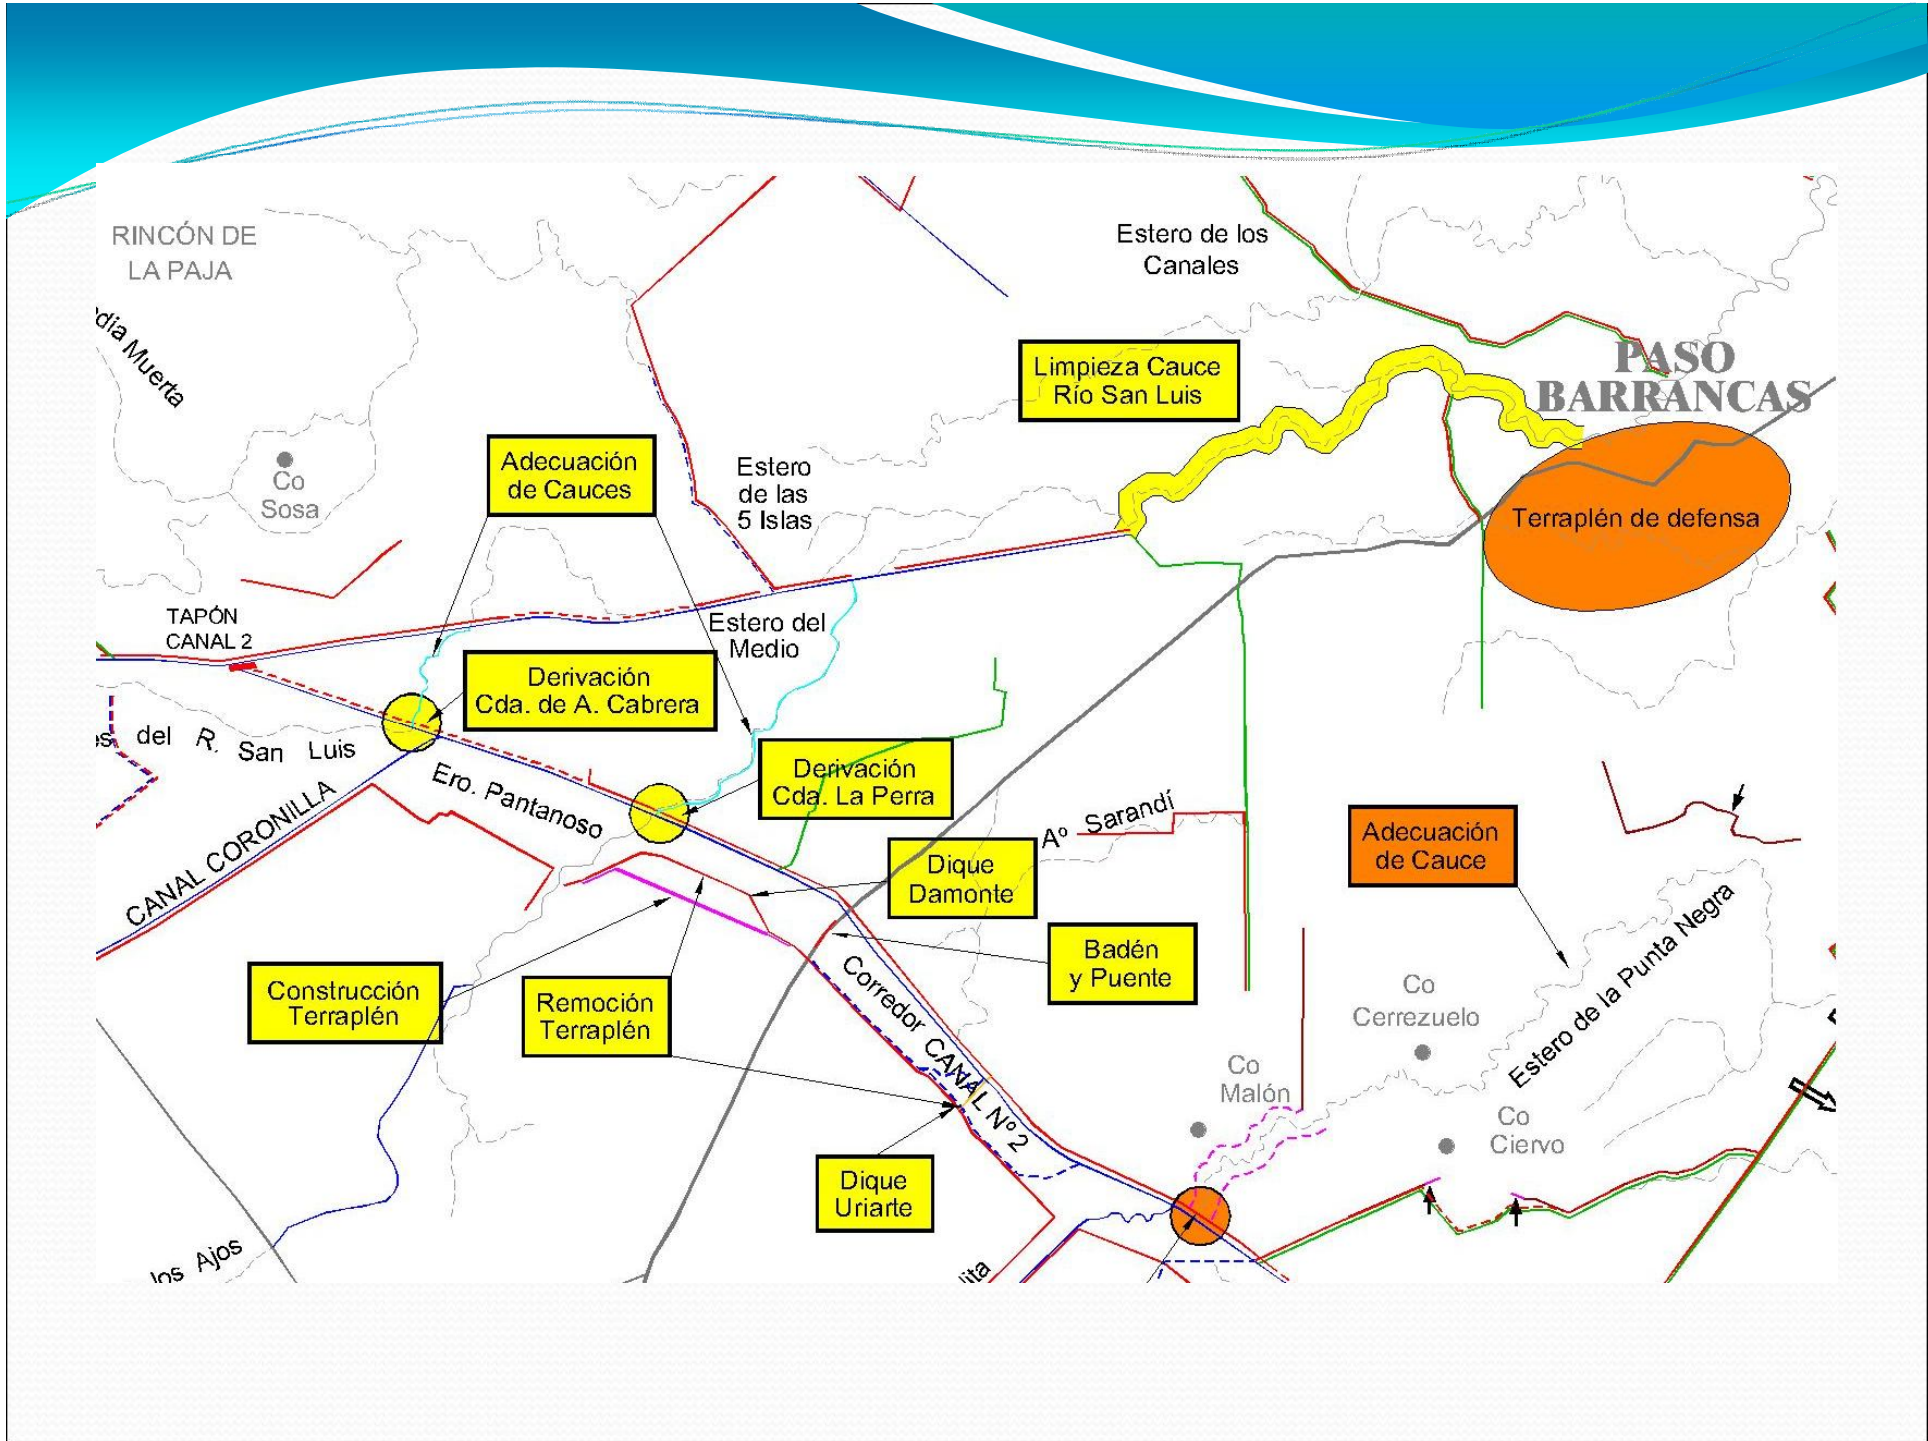 RINCÓN DE
LA PAJA
Estero de los
Canales
dia Muerta
Limpieza Cauce
Río San Luis
PASO
BARRANCAS
Co
Sosa
Adecuación
de Cauces
Estero
de las
5 Islas
Terraplén de defensa
TAPÓN
CANAL 2
Estero del
Medio
Derivación
Cda. de A. Cabrera
es del R. San Luis
Ero. Pantanoso
Derivación
Cda. La Perra
CANAL CORONILLA
Aº Sarandí
Adecuación
de Cauce
Dique
Damonte
Badén
y Puente
Construcción
Terraplén
Remoción
Terraplén
Corredor CANAL Nº 2
Co
Cerrezuelo
Estero de la Punta Negra
Co
Malón
Co
Ciervo
Dique
Uriarte
los Ajos
lita